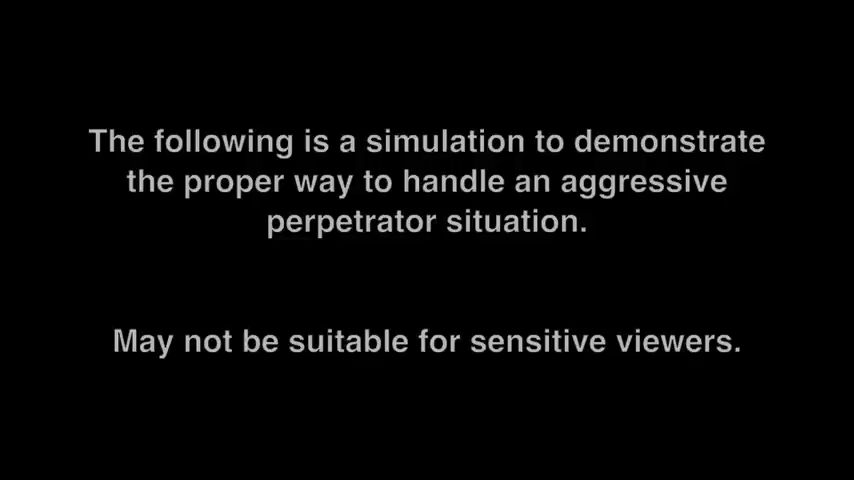 The following is a simulation to demonstrate
the proper way to handle an aggressive
perpetrator situation.
May not be suitable for sensitive viewers.